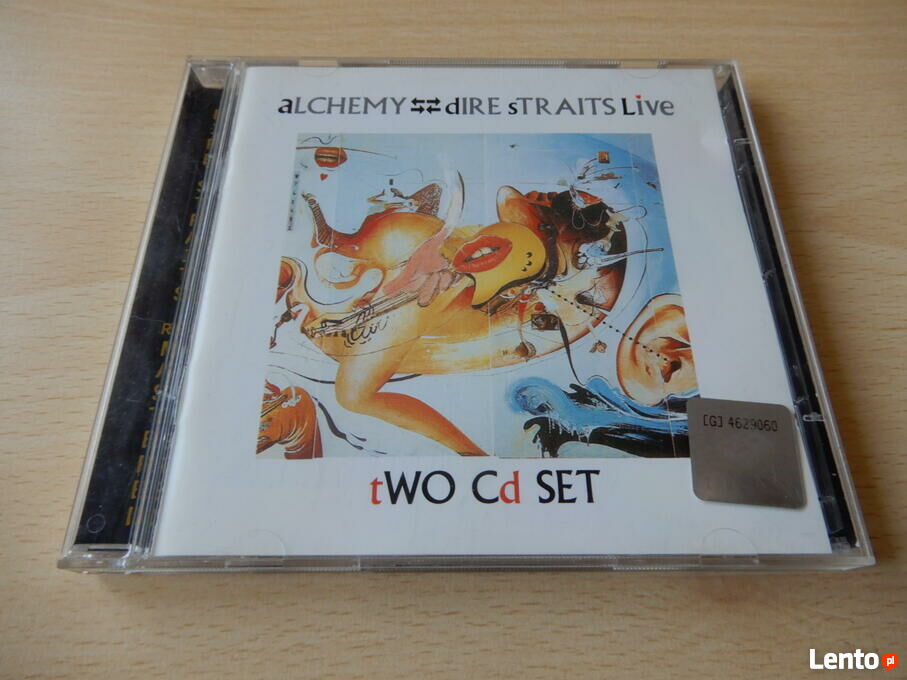 aLCHEMY dIRE sTRAITS Live
[G] 4629060
tWO Cd SET
Lento pl